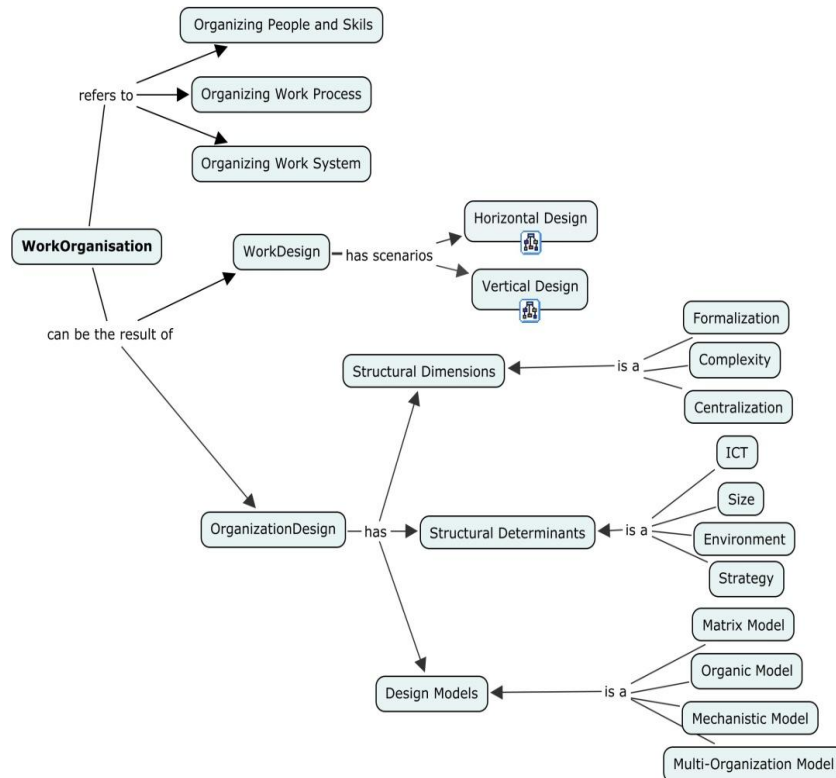 Organizing People and Skils
refers to
Organizing Work Process
Organizing Work System
WorkOrganisation
WorkDesign
has scenarios
Horizontal Design
Vertical Design
can be the result of
Structural Dimensions
is a
Formalization
Complexity
Centralization
OrganizationDesign
has
Structural Determinants
is a
ICT
Size
Environment
Strategy
Design Models
is a
Matrix Model
Organic Model
Mechanistic Model
Multi-Organization Model